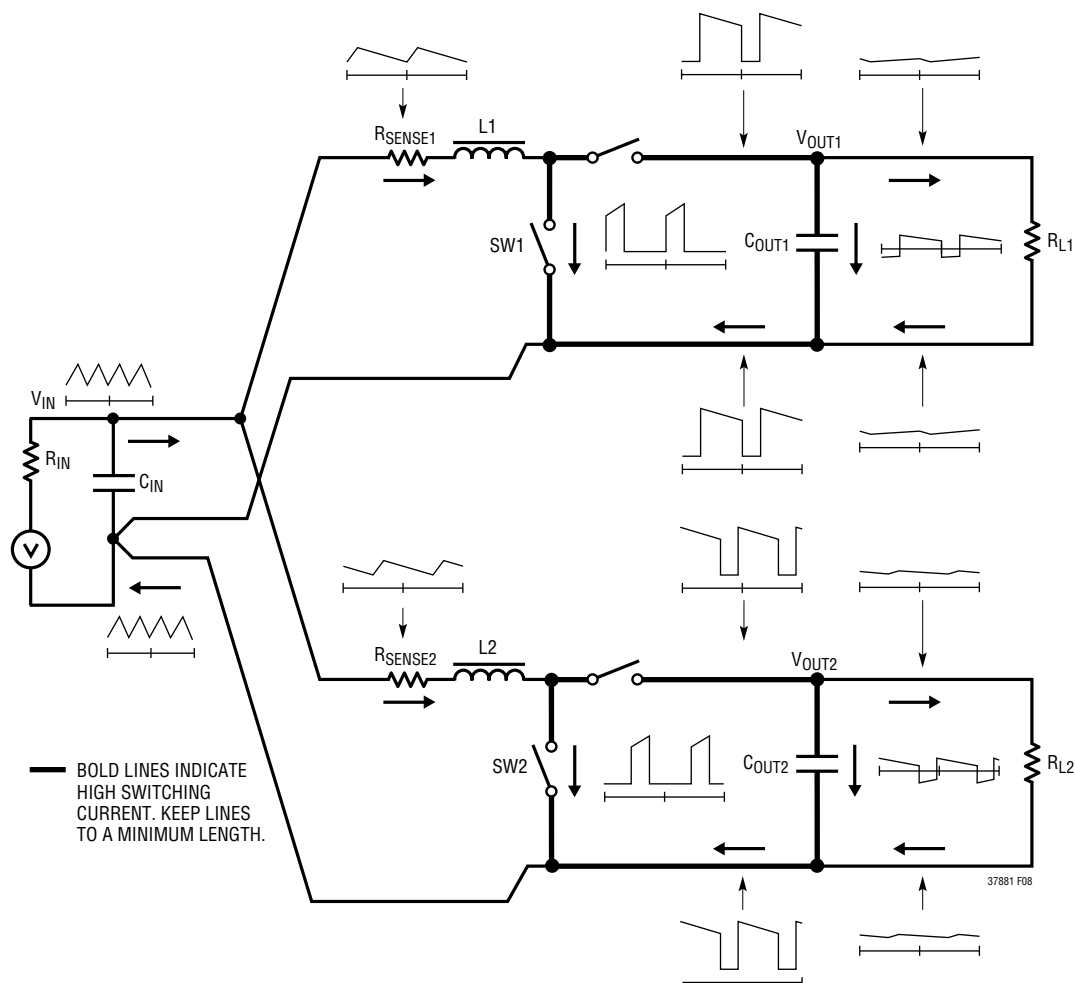 RSENSE1
L1
VOUT1
SW1
COUT1
RL1
VIN
RIN
CIN
V
RSENSE2
L2
VOUT2
SW2
COUT2
RL2
BOLD LINES INDICATE
HIGH SWITCHING
CURRENT. KEEP LINES
TO A MINIMUM LENGTH.
37881 F08